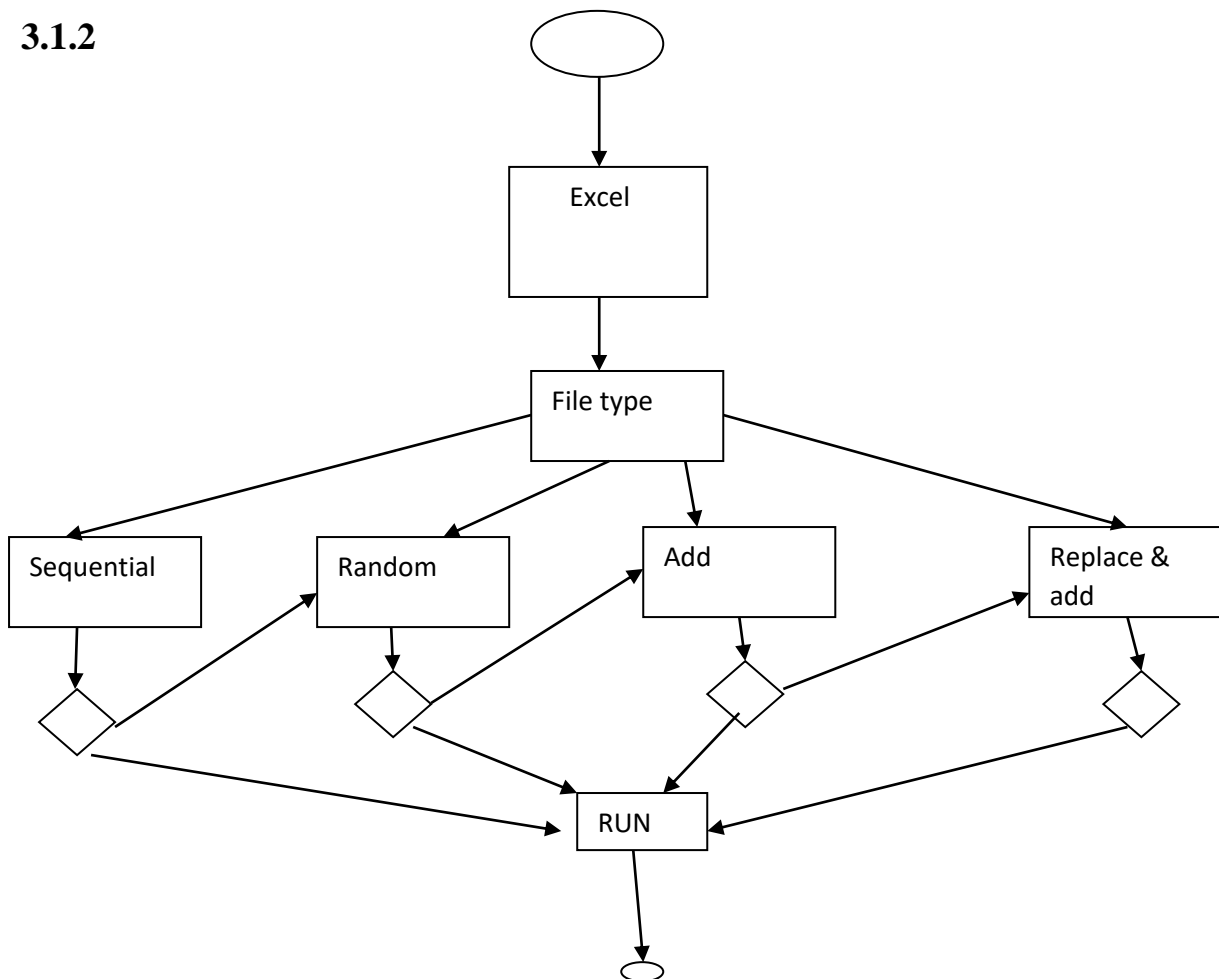 3.1.2
Excel
File type
Sequential
Random
Add
Replace &
add
RUN